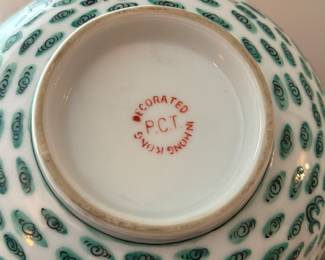 DECORATED
P.C.T.
IN HONG KONG